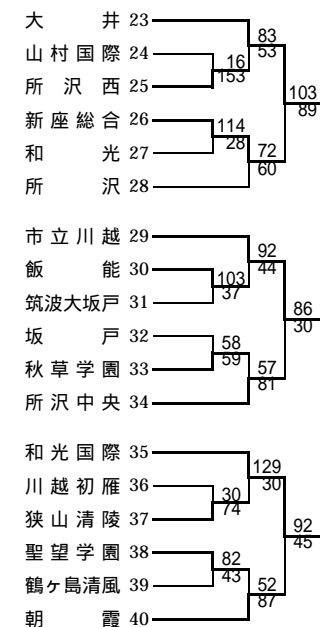 大井 23
83
53
山村国際 24
16
153
所沢西 25
103
89
新座総合 26
114
28
和光 27
72
60
所沢 28
市立川越 29
92
44
飯能 30
103
37
筑波大坂戸 31
86
30
坂戸 32
58
59
秋草学園 33
57
81
所沢中央 34
和光国際 35
129
30
川越初雁 36
30
74
狭山清陵 37
92
45
聖望学園 38
82
43
鶴ヶ島清風 39
52
87
朝霞 40